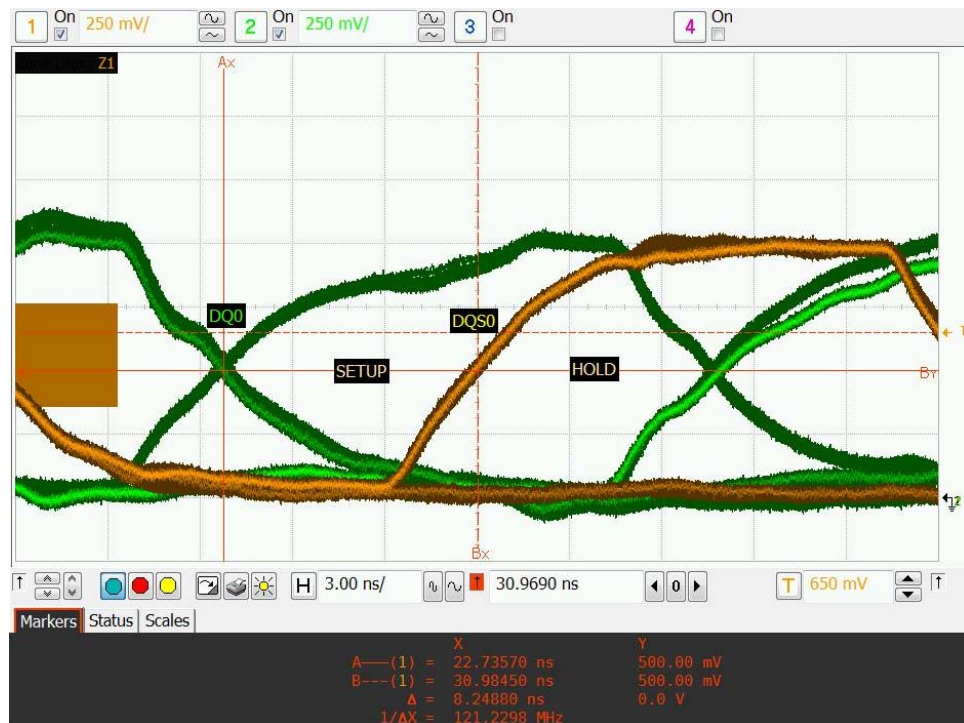 1 On 250 mV/ 2 On 250 mV/ 3 On 4 On
Z1
Ax
DQ0
DQS0
SETUP
HOLD
By
Bx
H 3.00 ns/ 30.9690 ns 0 T 650 mV
Markers Status Scales
X Y
A---(1) = 22.73570 ns 500.00 mV
B---(1) = 30.98450 ns 500.00 mV
Δ = 8.24880 ns 0.0 V
1/ΔX = 121.2298 MHz